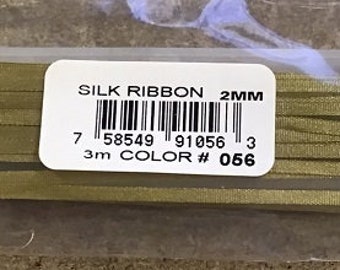 SILK RIBBON 2MM
7 58549 91056 3
3m COLOR # 056